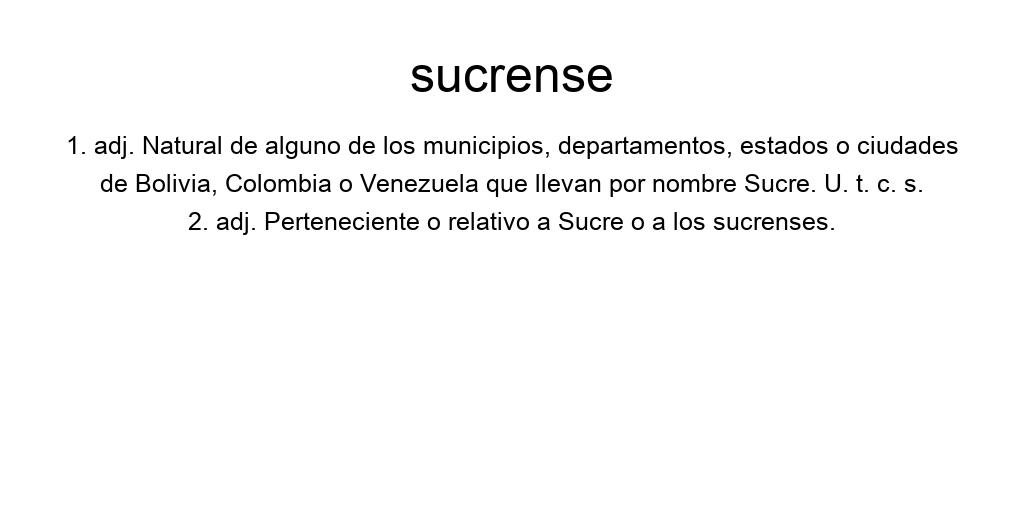 sucrense
1. adj. Natural de alguno de los municipios, departamentos, estados o ciudades
de Bolivia, Colombia o Venezuela que llevan por nombre Sucre. U. t. c. s.
2. adj. Perteneciente o relativo a Sucre o a los sucrenses.